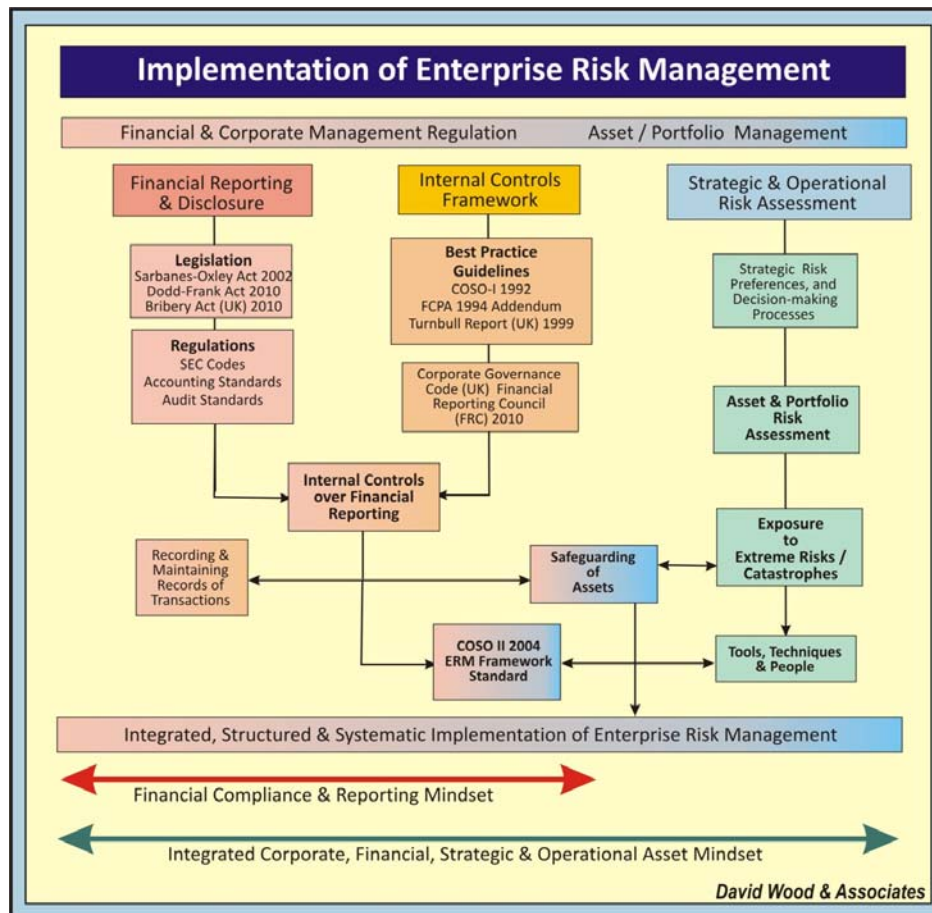 Implementation of Enterprise Risk Management
Financial & Corporate Management Regulation
Asset / Portfolio Management
Financial Reporting
& Disclosure
Internal Controls
Framework
Strategic & Operational
Risk Assessment
Legislation
Sarbanes-Oxley Act 2002
Dodd-Frank Act 2010
Bribery Act (UK) 2010
Best Practice
Guidelines
COSO-I 1992
FCPA 1994 Addendum
Turnbull Report (UK) 1999
Strategic Risk
Preferences, and
Decision-making
Processes
Regulations
SEC Codes
Accounting Standards
Audit Standards
Corporate Governance
Code (UK) Financial
Reporting Council
(FRC) 2010
Asset & Portfolio
Risk
Assessment
Internal Controls
over Financial
Reporting
Exposure
to
Extreme Risks /
Catastrophes
Recording &
Maintaining
Records of
Transactions
Safeguarding
of
Assets
COSO II 2004
ERM Framework
Standard
Tools, Techniques
& People
Integrated, Structured & Systematic Implementation of Enterprise Risk Management
Financial Compliance & Reporting Mindset
Integrated Corporate, Financial, Strategic & Operational Asset Mindset
David Wood & Associates